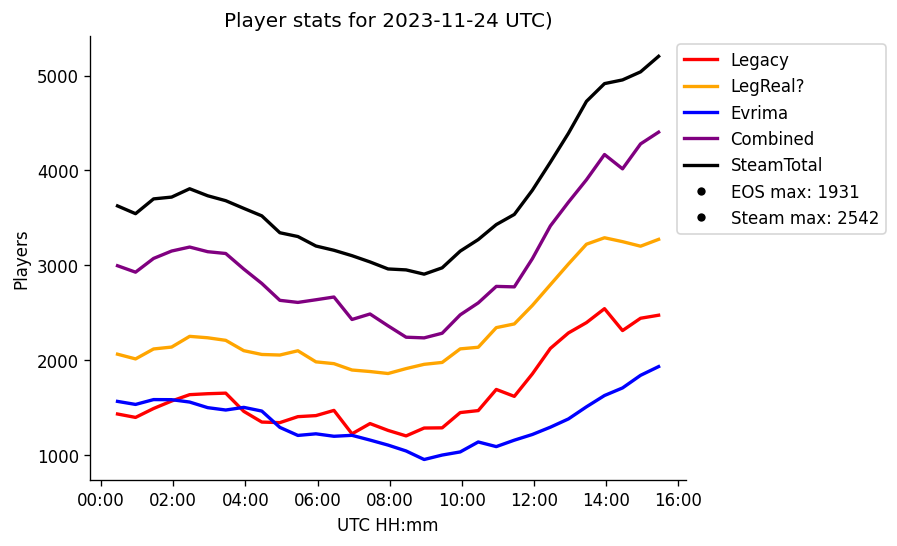 Player stats for 2023-11-24 UTC)
Legacy
LegReal?
Evrima
Combined
SteamTotal
EOS max: 1931
Steam max: 2542
Players
5000
4000
3000
2000
1000
00:00 02:00 04:00 06:00 08:00 10:00 12:00 14:00 16:00
UTC HH:mm